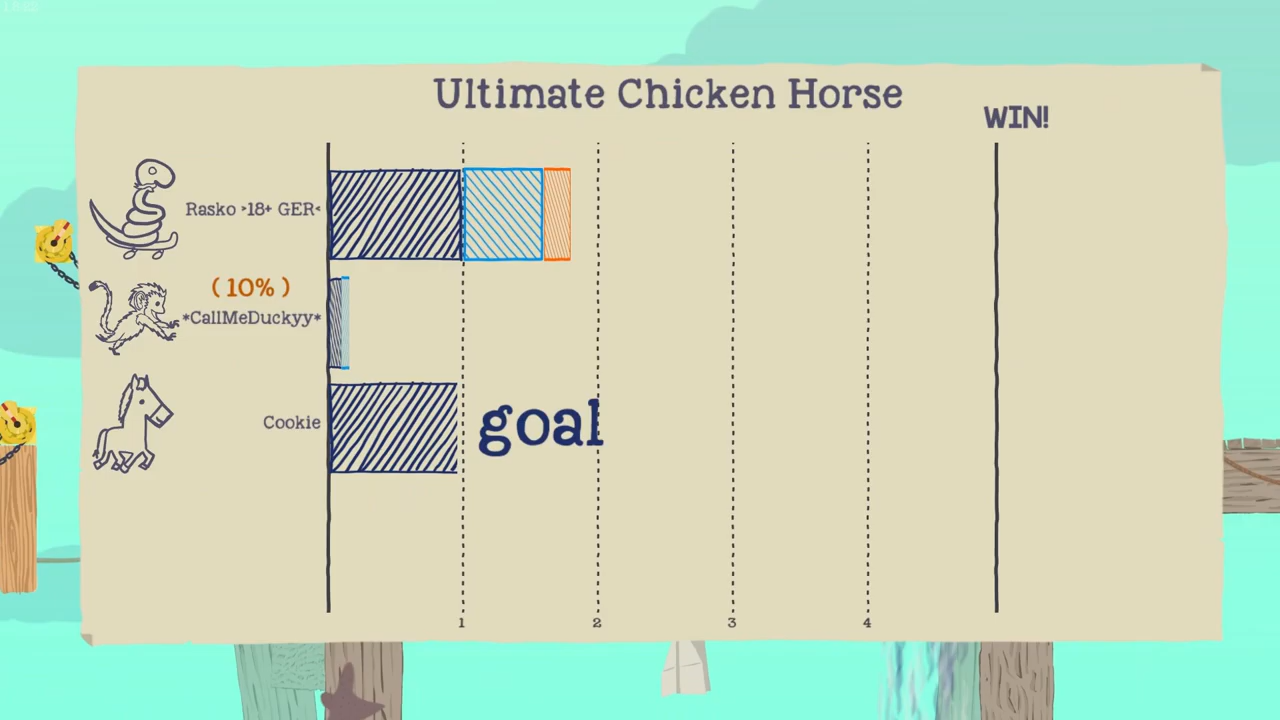 Ultimate Chicken Horse
WIN!
Rasko >18+ GER<
( 10% )
*CallMeDuckyy*
Cookie
goal
1
2
3
4